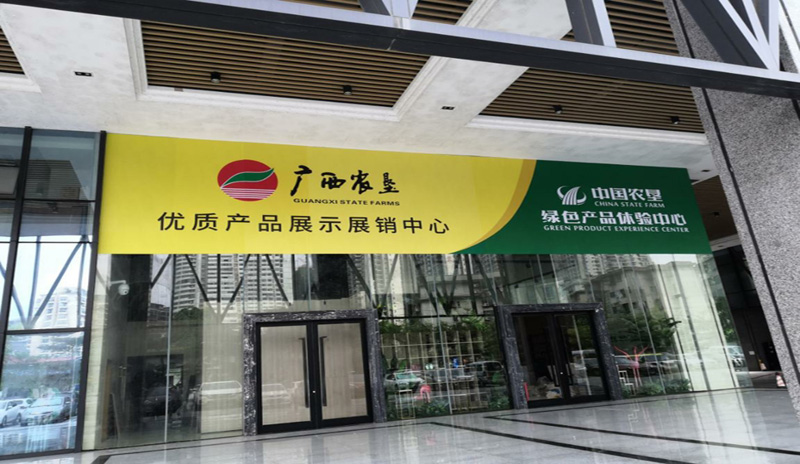 广西农垦
GUANGXI STATE FARMS
优质产品展示展销中心
中国农垦
CHINA STATE FARM
绿色产品体验中心
GREEN PRODUCT EXPERIENCE CENTER